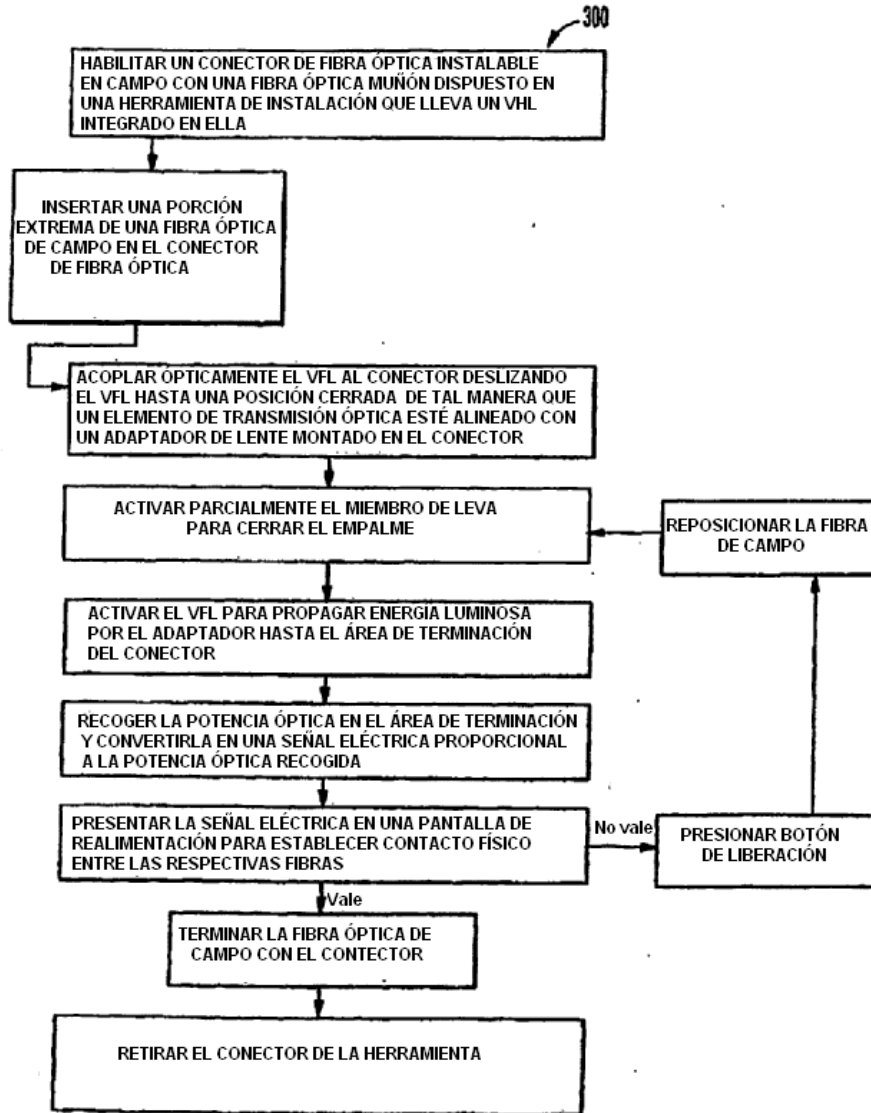 300
HABILITAR UN CONECTOR DE FIBRA ÓPTICA INSTALABLE
EN CAMPO CON UNA FIBRA ÓPTICA MUÑÓN DISPUESTO EN
UNA HERRAMIENTA DE INSTALACIÓN QUE LLEVA UN VHL
INTEGRADO EN ELLA
INSERTAR UNA PORCIÓN
EXTREMA DE UNA FIBRA ÓPTICA
DE CAMPO EN EL CONECTOR
DE FIBRA ÓPTICA
ACOPLAR ÓPTICAMENTE EL VFL AL CONECTOR DESLIZANDO
EL VFL HASTA UNA POSICIÓN CERRADA DE TAL MANERA QUE
UN ELEMENTO DE TRANSMISIÓN ÓPTICA ESTÉ ALINEADO CON
UN ADAPTADOR DE LENTE MONTADO EN EL CONECTOR
ACTIVAR PARCIALMENTE EL MIEMBRO DE LEVA
PARA CERRAR EL EMPALME
REPOSICIONAR LA FIBRA
DE CAMPO
ACTIVAR EL VFL PARA PROPAGAR ENERGIA LUMINOSA
POR EL ADAPTADOR HASTA EL ÁREA DE TERMINACIÓN
DEL CONECTOR
RECOGER LA POTENCIA ÓPTICA EN EL ÁREA DE TERMINACIÓN
Y CONVERTIRLA EN UNA SEÑAL ELÉCTRICA PROPORCIONAL
A LA POTENCIA ÓPTICA RECOGIDA
PRESENTAR LA SEÑAL ELÉCTRICA EN UNA PANTALLA DE
REALIMENTACIÓN PARA ESTABLECER CONTACTO FÍSICO
ENTRE LAS RESPECTIVAS FIBRAS
No vale
PRESIONAR BOTÓN
DE LIBERACIÓN
Vale
TERMINAR LA FIBRA ÓPTICA DE
CAMPO CON EL CONTECTOR
RETIRAR EL CONECTOR DE LA HERRAMIENTA